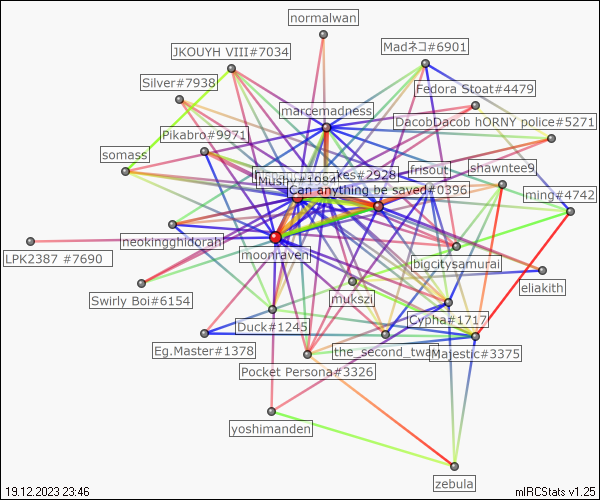 normalwan
JKOUYH VIII#7034
Madネコ#6901
Silver#7938
Fedora Stoat#4479
marcemadness
DacobDacob hORNY police#5271
Pikabro#9971
somass
kes#2928
frisout
shawntee9
Mushy#1984
Can anything be saved#0396
ming#4742
neokingghidorah
moonraven
LPK2387 #7690
bigcitysamurai
eliakith
Swirly Boi#6154
mukszi
Duck#1245
Cypha#1717
Eg.Master#1378
the_second_twa
Majestic#3375
Pocket Persona#3326
yoshimanden
zebula
19.12.2023 23:46
mIRCStats v1.25